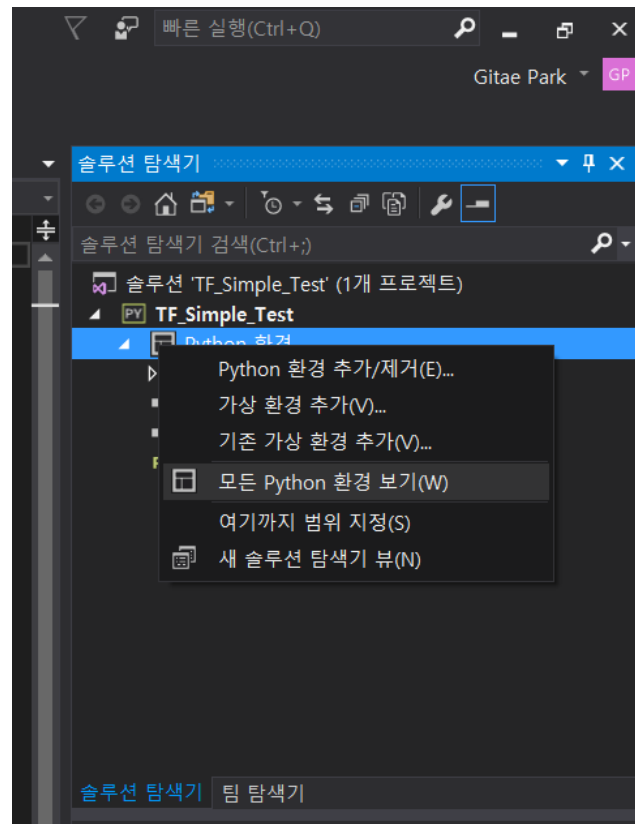 빠른 실행(Ctrl+Q)
Gitae Park GP
솔루션 탐색기
솔루션 탐색기 검색(Ctrl+;)
솔루션 'TF_Simple_Test' (1개 프로젝트)
PY TF_Simple_Test
Python 환경
Python 환경 추가/제거(E)...
가상 환경 추가(V)...
기존 가상 환경 추가(V)...
모든 Python 환경 보기(W)
여기까지 범위 지정(S)
새 솔루션 탐색기 뷰(N)
솔루션 탐색기 팀 탐색기